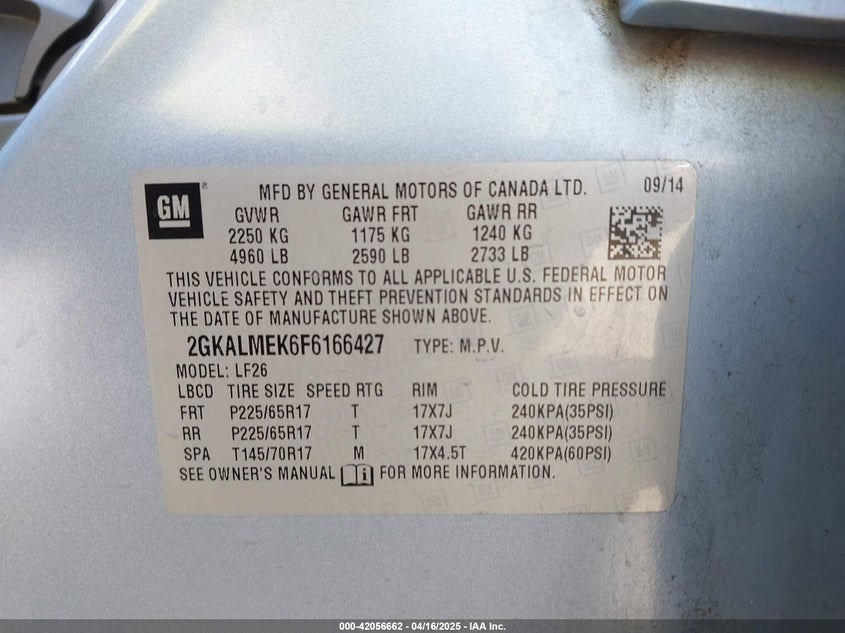 GM
MFD BY GENERAL MOTORS OF CANADA LTD. 09/14
GVWR GAWR FRT GAWR RR
2250 KG 1175 KG 1240 KG
4960 LB 2590 LB 2733 LB
THIS VEHICLE CONFORMS TO ALL APPLICABLE U.S. FEDERAL MOTOR
VEHICLE SAFETY AND THEFT PREVENTION STANDARDS IN EFFECT ON
THE DATE OF MANUFACTURE SHOWN ABOVE.
2GKALMEK6F6166427 TYPE: M.P.V.
MODEL: LF26
LBCD TIRE SIZE SPEED RTG RIM COLD TIRE PRESSURE
FRT P225/65R17 T 17X7J 240KPA(35PSI)
RR P225/65R17 T 17X7J 240KPA(35PSI)
SPA T145/70R17 M 17X4.5T 420KPA(60PSI)
SEE OWNER'S MANUAL FOR MORE INFORMATION.
000-42056662 - 04/16/2025 - IAA Inc.